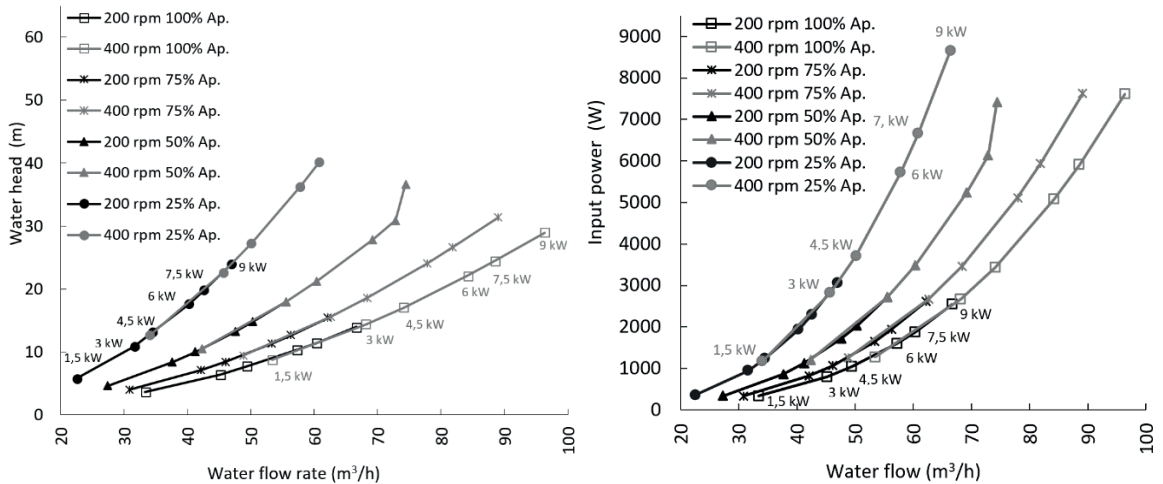 200 rpm 100% Ap.
400 rpm 100% Ap.
200 rpm 75% Ap.
400 rpm 75% Ap.
200 rpm 50% Ap.
400 rpm 50% Ap.
200 rpm 25% Ap.
400 rpm 25% Ap.
Water head (m)
60
50
40
30
20
10
0
7,5 kW
9 kW
6 kW
4,5 kW
3 kW
1,5 kW
9 kW
7,5 kW
6 kW
4,5 kW
3 kW
1,5 kW
20
30
40
50
60
70
80
90
100
Water flow rate (m³/h)
200 rpm 100% Ap.
400 rpm 100% Ap.
200 rpm 75% Ap.
400 rpm 75% Ap.
200 rpm 50% Ap.
400 rpm 50% Ap.
200 rpm 25% Ap.
400 rpm 25% Ap.
Input power (W)
9000
8000
7000
6000
5000
4000
3000
2000
1000
0
9 kW
7, kW
6 kW
4,5 kW
3 kW
1,5 kW
9 kW
7,5 kW
6 kW
4.5 kW
3 kW
1,5 kW
20
30
40
50
60
70
80
90
100
Water flow (m³/h)